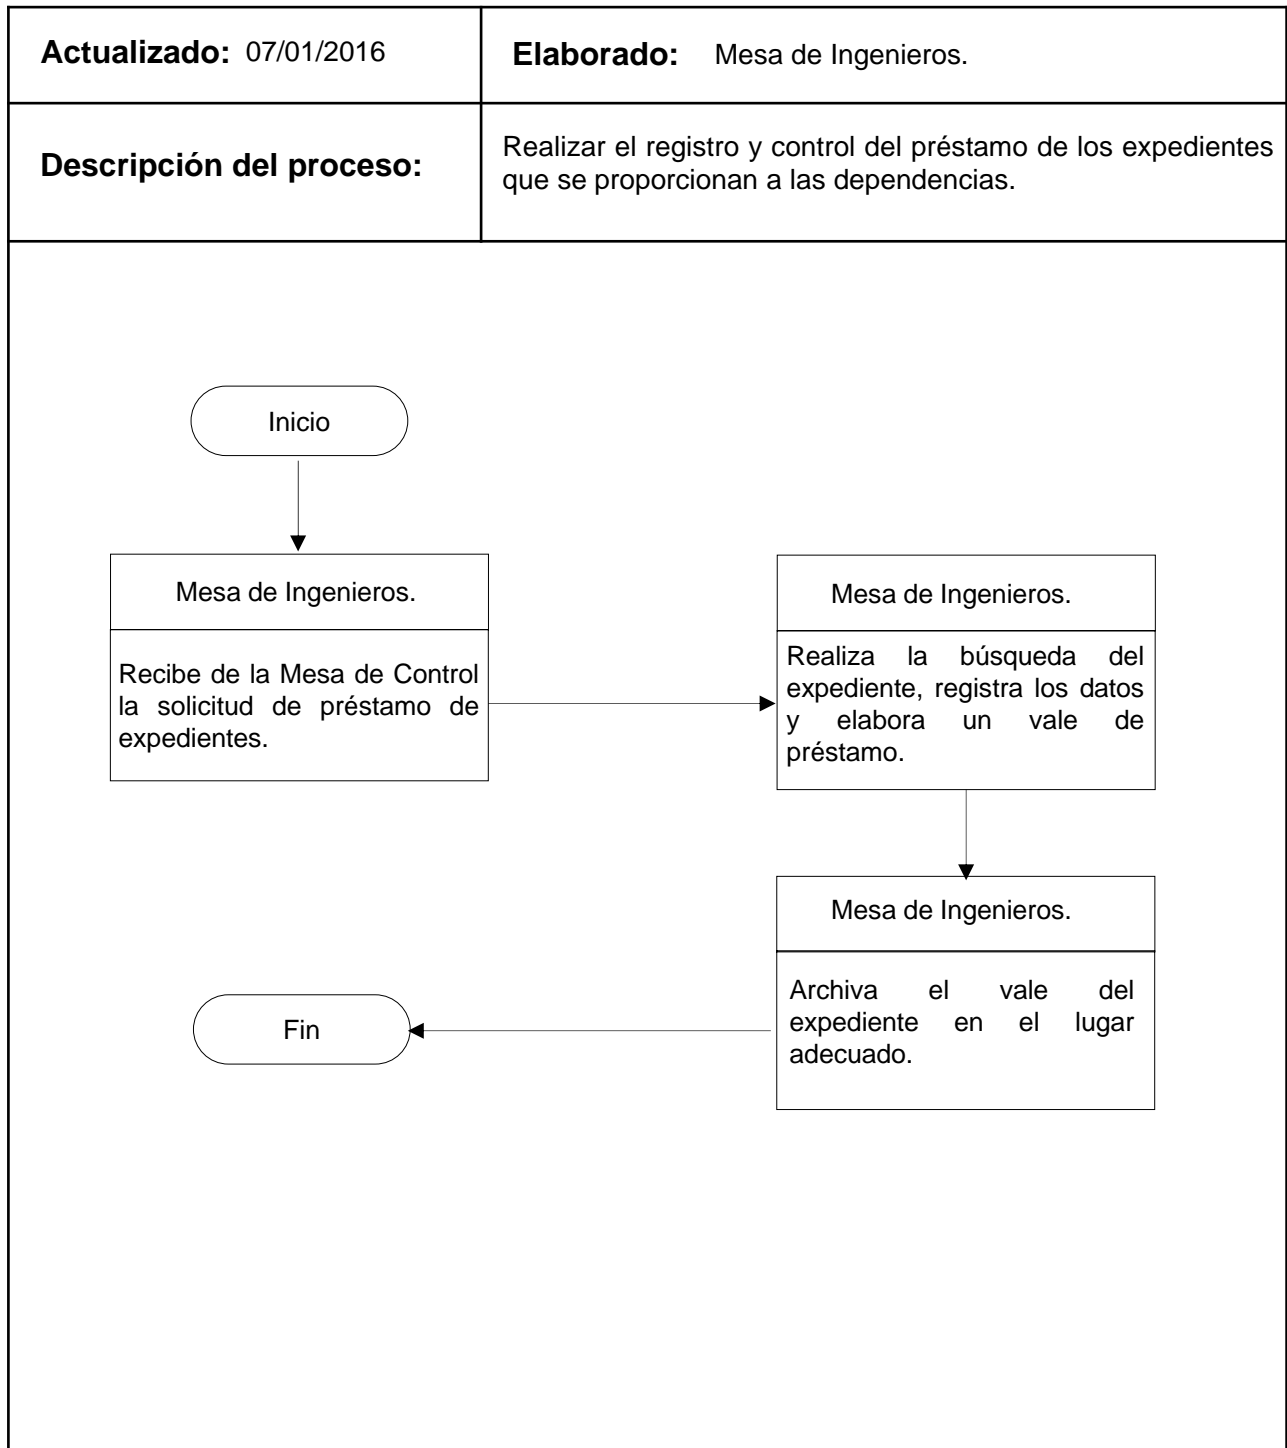 Actualizado: 07/01/2016
Elaborado: Mesa de Ingenieros.
Descripción del proceso:
Realizar el registro y control del préstamo de los expedientes
que se proporcionan a las dependencias.
Inicio
Mesa de Ingenieros.
Recibe de la Mesa de Control
la solicitud de préstamo de
expedientes.
Mesa de Ingenieros.
Realiza la búsqueda del
expediente, registra los datos
y elabora un vale de
préstamo.
Mesa de Ingenieros.
Archiva el vale del
expediente en el lugar
adecuado.
Fin